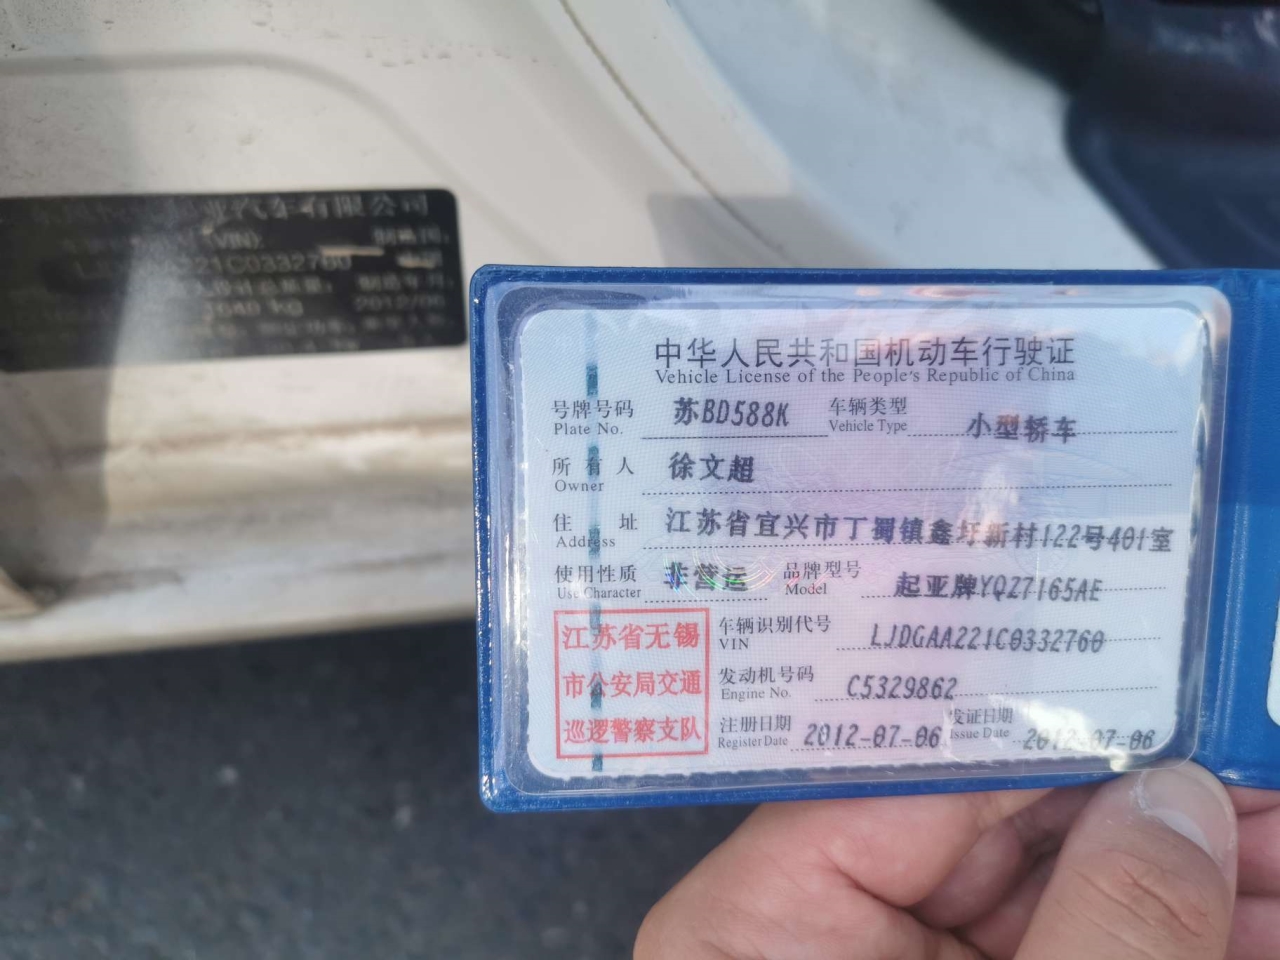 汽车有限公司
(VIN):
21C0332760
kg 2012/06
中华人民共和国机动车行驶证
Vehicle License of the People's Republic of China
号牌号码 苏BD588K 车辆类型 小型轿车
Plate No. Vehicle Type
所有人 徐文超
Owner
住址 江苏省宜兴市丁蜀镇鑫圩新村122号401室
Address
使用性质 非营运 品牌型号 起亚牌YQZ7165AE
Use Character Model
江苏省无锡
市公安局交通
巡逻警察支队
车辆识别代号 LJDGAA221C0332760
VIN
发动机号码 C5329862
Engine No.
注册日期 2012-07-06 发证日期 2012-07-06
Register Date Issue Date